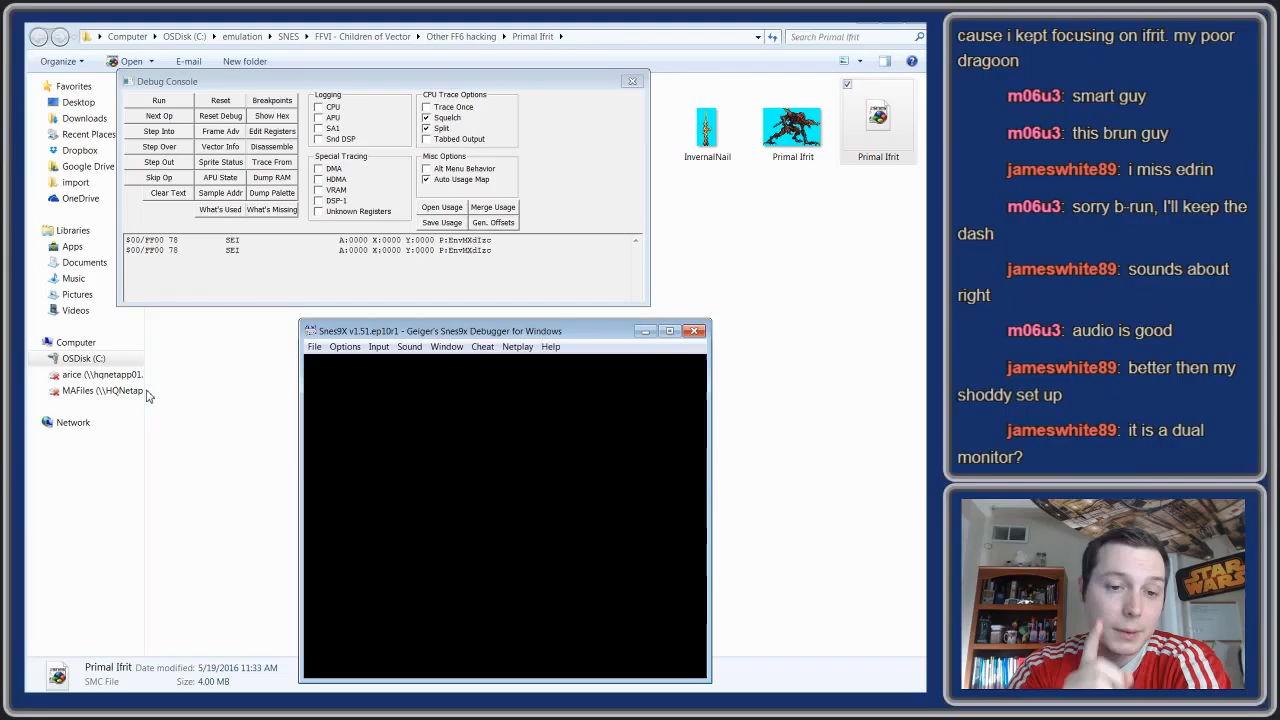 Computer OSDisk (C:) emulation SNES FFVI - Children of Vector Other FF6 hacking Primal Ifrit
Search Primal Ifrit
Organize Open E-mail New folder
Favorites
Desktop
Downloads
Recent Places
Dropbox
Google Drive
import
OneDrive
Libraries
Apps
Documents
Music
Pictures
Videos
Computer
OSDisk (C:)
arice (\\hqnetapp01.
MAFiles (\\HQNetap
Network
Debug Console
Run Reset Breakpoints
Next Op Reset Debug Show Hex
Step Into Frame Adv Edit Registers
Step Over Vector Info Invalidated
Step Out Sprite Status Trace From
Skip Op APU State Dump RAM
Clear Text Sample Addr Dump Palette
What's Used What's Missing
Logging
CPU
APU
SA1
Snd DSP
Special Tracing
DMA
HDMA
VRAM
DSP-1
Unknown Registers
CPU Trace Options
Trace Once
Squelch
Split
Tabbed Output
Misc Options
Alt Menu Behavior
Auto Usage Map
Open Usage Merge Usage
Save Usage Gen. Offsets
$00/FF00 78 SEI A:0000 X:0000 Y:0000 P:EnvMXdIzc
$00/FF00 78 SEI A:0000 X:0000 Y:0000 P:EnvMXdIzc
InvernalNail
Primal Ifrit
Primal Ifrit
Snes9X v1.51.ep10r1 - Geiger's Snes9x Debugger for Windows
File Options Input Sound Window Cheat Netplay Help
Primal Ifrit Date modified: 5/19/2016 11:33 AM
SMC File Size: 4.00 MB
cause i kept focusing on ifrit. my poor
dragoon
m06u3: smart guy
m06u3: this brun guy
jameswhite89: i miss edrin
m06u3: sorry b-run, I'll keep the
dash
jameswhite89: sounds about
right
m06u3: audio is good
jameswhite89: better then my
shoddy set up
jameswhite89: it is a dual
monitor?
STAR
WARS